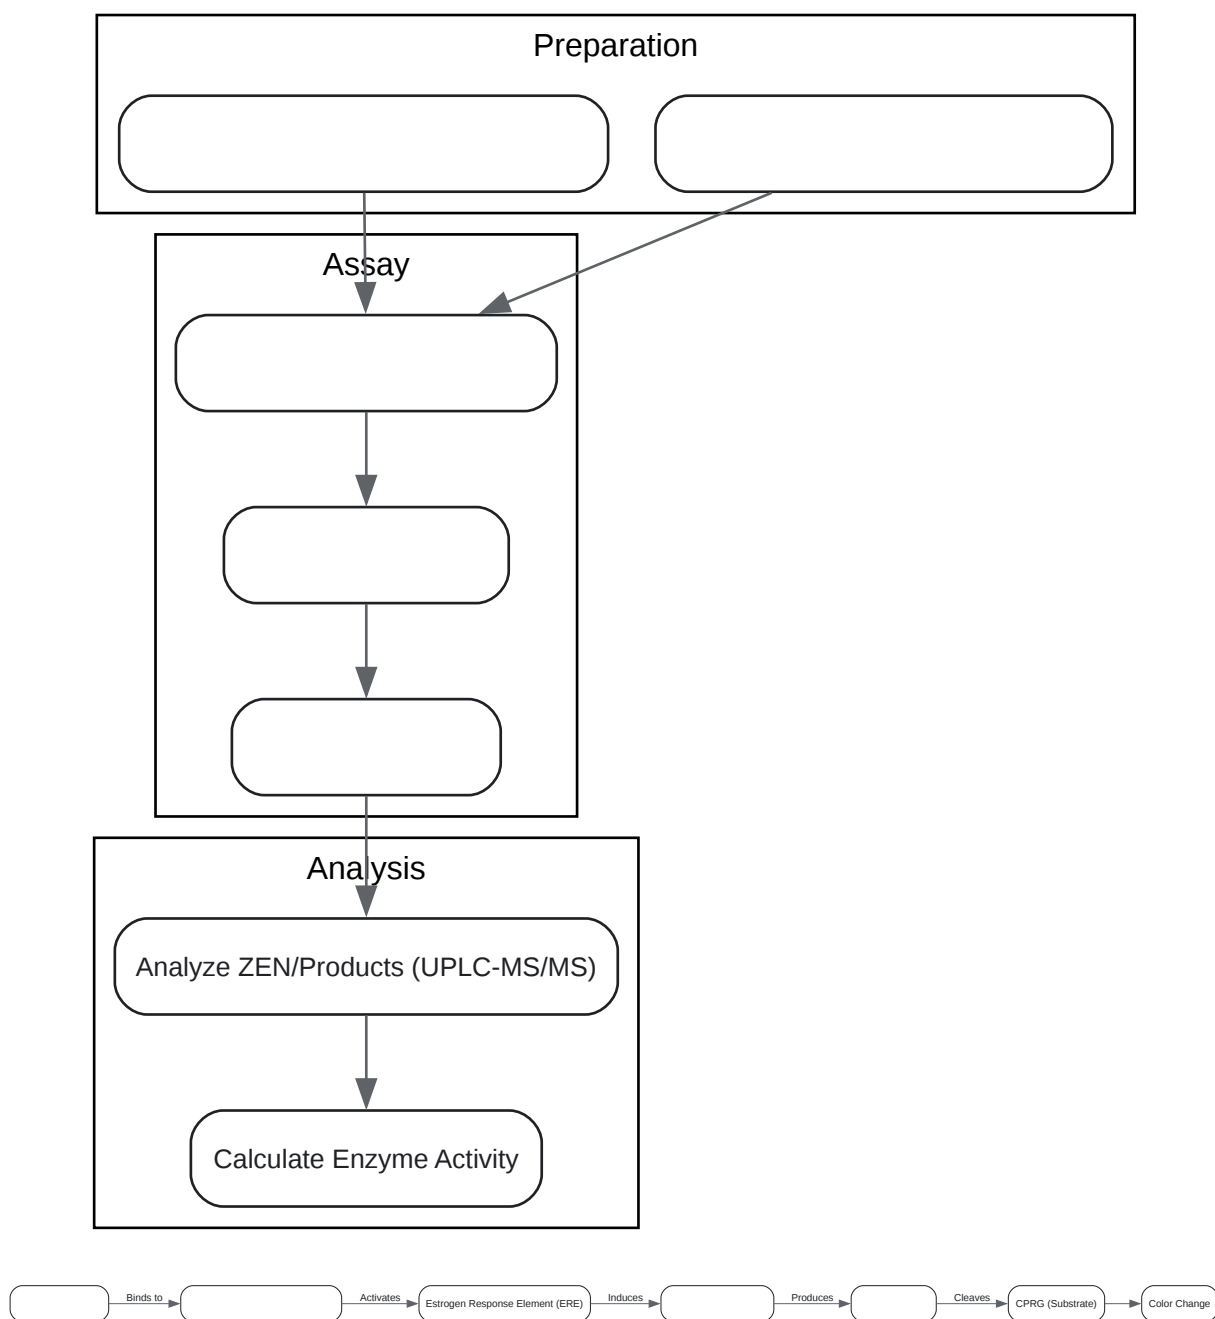 Preparation
Assay
Analysis
Analyze ZEN/Products (UPLC-MS/MS)
Calculate Enzyme Activity
Binds to
Activates
Estrogen Response Element (ERE)
Induces
Produces
Cleaves
CPRG (Substrate)
Color Change